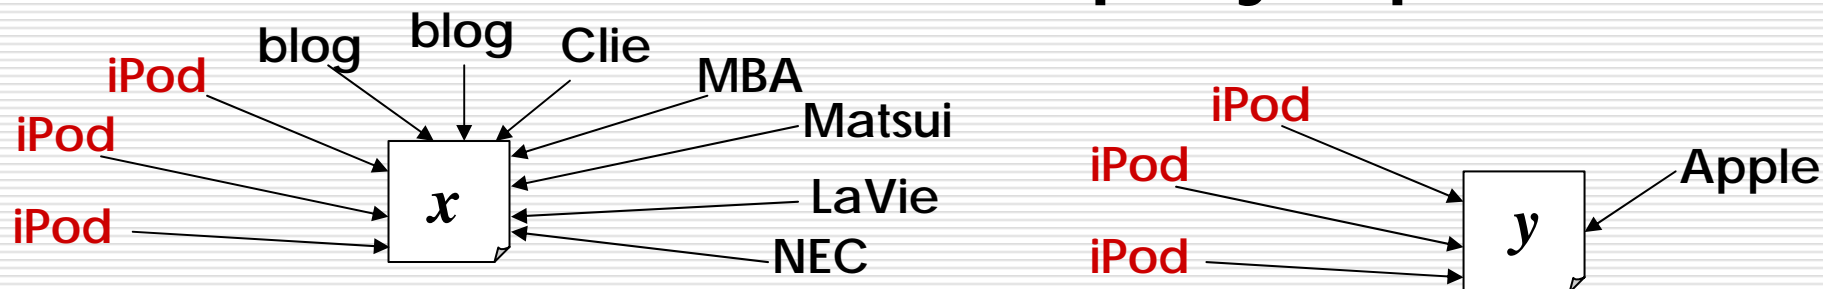 blog
blog
Clie
iPod
MBA
iPod
Matsui
iPod
LaVie
NEC
x
iPod
iPod
Apple
iPod
y